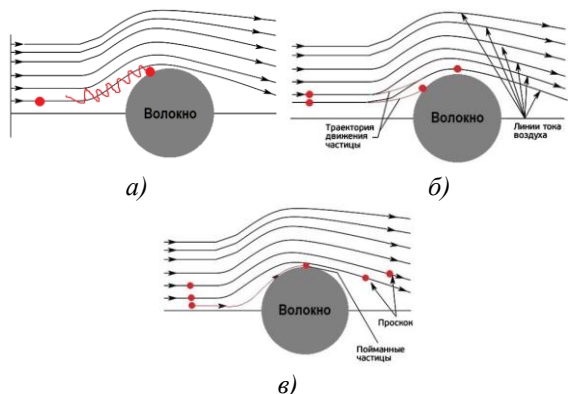 Волокно
а)
Волокно
Траектория
движения
частицы
Линии тока
воздуха
б)
Волокно
Проскок
Пойманные
частицы
в)